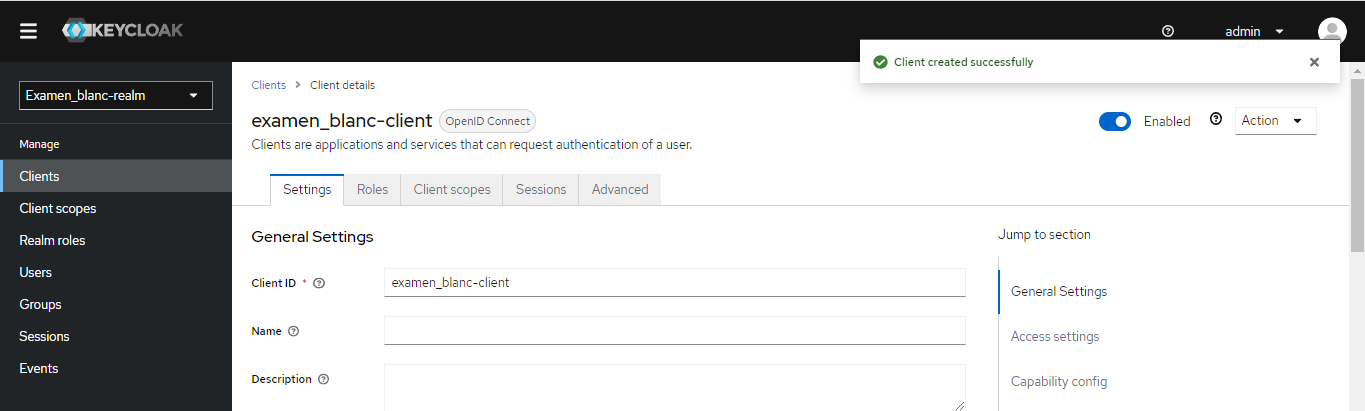 KEYCLOAK
admin
Client created successfully
Examen_blanc-realm
Manage
Clients
Client scopes
Realm roles
Users
Groups
Sessions
Events
Clients > Client details
examen_blanc-client OpenID Connect
Enabled
Action
Clients are applications and services that can request authentication of a user.
Settings Roles Client scopes Sessions Advanced
General Settings
Client ID *
examen_blanc-client
Name
Description
Jump to section
General Settings
Access settings
Capability config